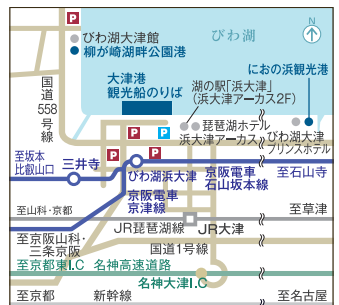 P
N
びわ湖大津館
びわ湖
柳が崎湖畔公園港
大津港
観光船のりば
におの浜観光港
湖の駅「浜大津」
(浜大津アーカス2F)
国道558号線
琵琶湖ホテル
浜大津アーカス
びわ湖大津
プリンスホテル
P
P
P
P
至坂本
比叡山口
三井寺
びわ湖浜大津
京阪電車
石山坂本線
至石山寺
京阪電車
京津線
至山科・京都
至草津
JR琵琶湖線
JR大津
至京阪山科・
三条京阪
国道1号線
至京都東I.C
名神高速道路
名神大津I.C
至京都
新幹線
至名古屋